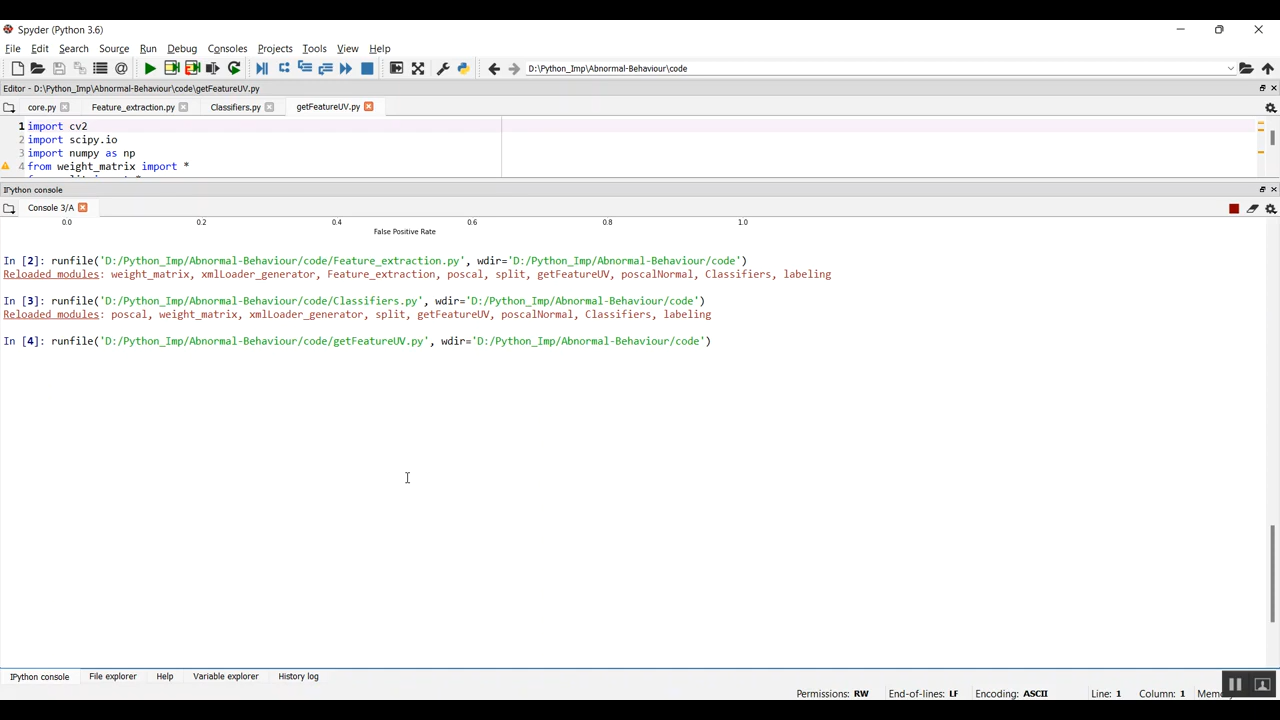 Spyder (Python 3.6)
File Edit Search Source Run Debug Consoles Projects Tools View Help
D:\Python_Imp\Abnormal-Behaviour\code
Editor - D:\Python_Imp\Abnormal-Behaviour\code\getFeatureUV.py
core.py Feature_extraction.py Classifiers.py getFeatureUV.py
1 import cv2
2 import scipy.io
3 import numpy as np
4 from weight_matrix import *
IPython console
Console 3/A
0.0 0.2 0.4 0.6 0.8 1.0
False Positive Rate
In [2]: runfile('D:/Python_Imp/Abnormal-Behaviour/code/Feature_extraction.py', wdir='D:/Python_Imp/Abnormal-Behaviour/code')
Reloaded modules: weight_matrix, xmlLoader_generator, Feature_extraction, poscal, split, getFeatureUV, poscalNormal, Classifiers, labeling
In [3]: runfile('D:/Python_Imp/Abnormal-Behaviour/code/Classifiers.py', wdir='D:/Python_Imp/Abnormal-Behaviour/code')
Reloaded modules: poscal, weight_matrix, xmlLoader_generator, split, getFeatureUV, poscalNormal, Classifiers, labeling
In [4]: runfile('D:/Python_Imp/Abnormal-Behaviour/code/getFeatureUV.py', wdir='D:/Python_Imp/Abnormal-Behaviour/code')
IPython console File explorer Help Variable explorer History log
Permissions: RW End-of-lines: LF Encoding: ASCII Line: 1 Column: 1